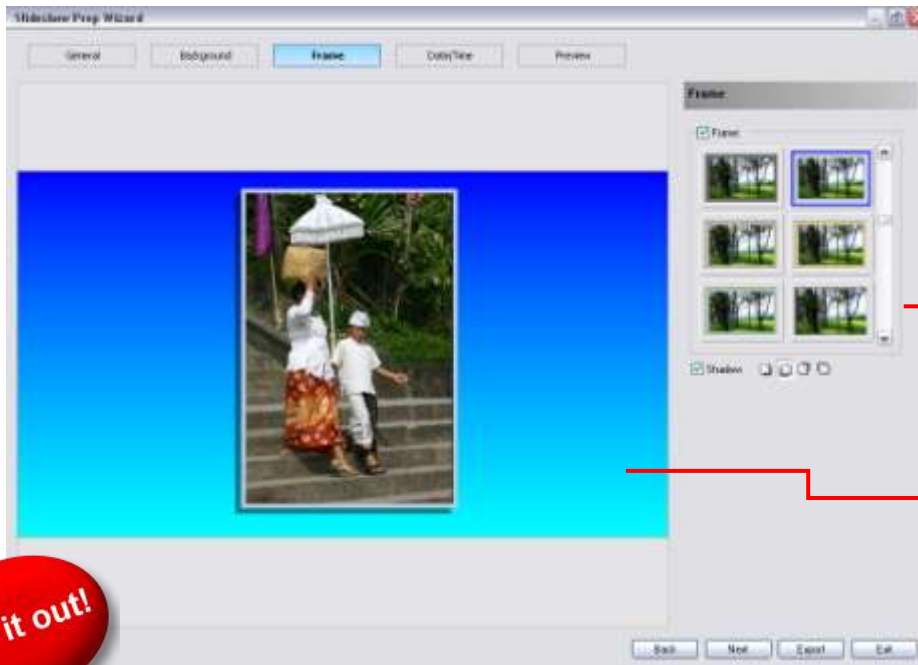 Slideshow Prep Wizard
General Background Frame Date/Time Preview
Frame
Frame
Shadow
it out!
Back Next Export Exit